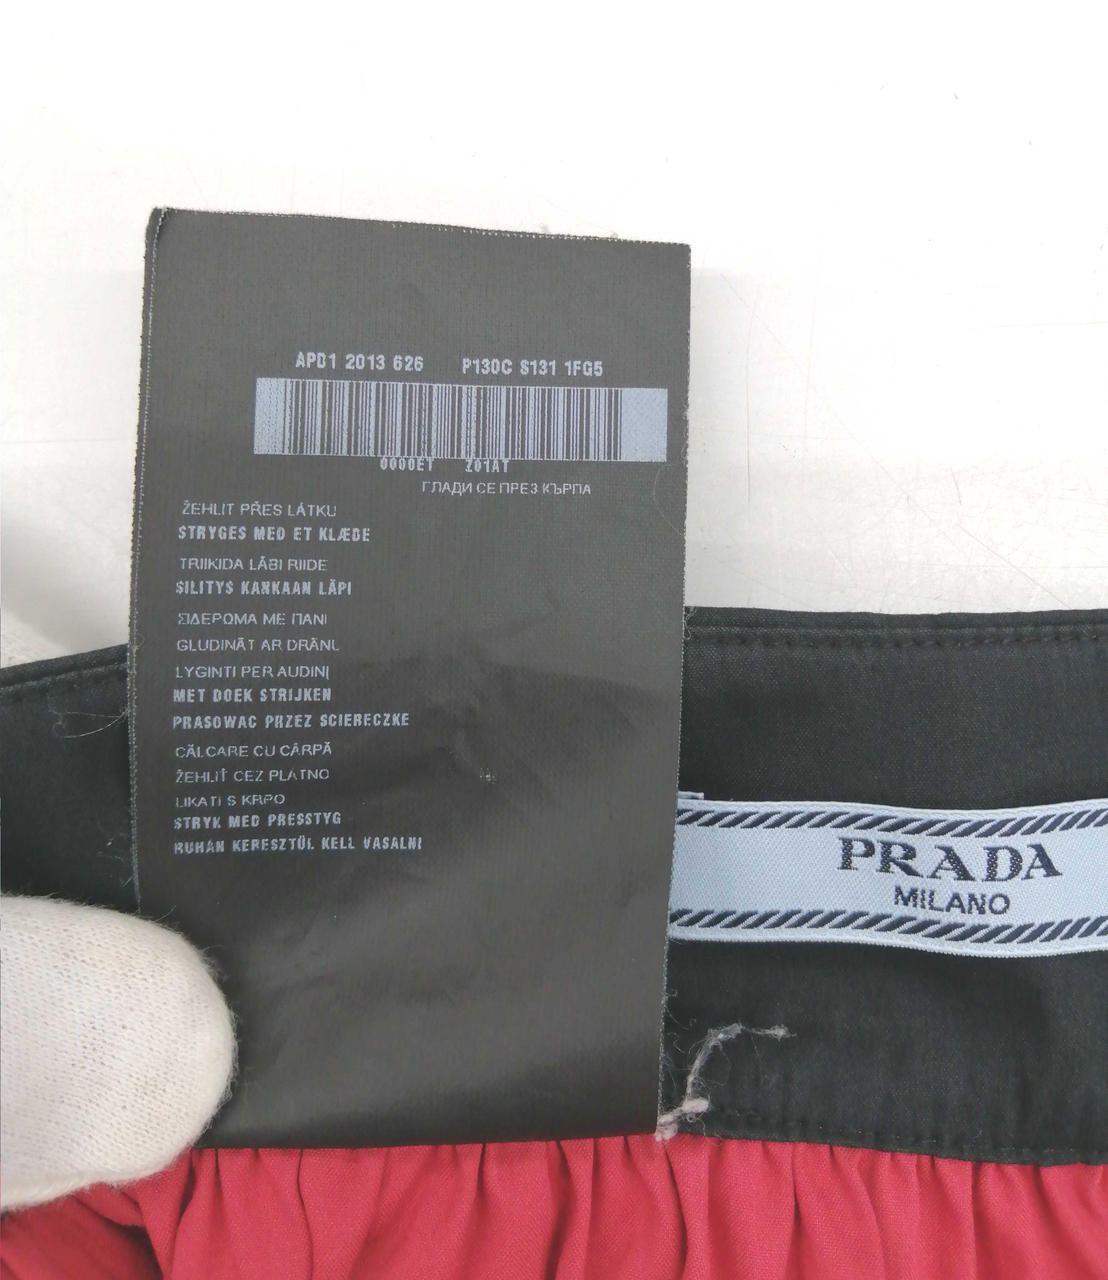 APD1 2013 626 P130C S131 1FG5
0000ET Z01AT
ГЛАДИ СЕ ПРЕЗ КЪРПА
ŽEHLIT PŘES LÁTKU
STRYGES MED ET KLÆDE
TRIIKIDA LÄBI RIIDE
SILITYS KANKAAN LÄPI
ΣΙΔΕΡΩΜΑ ΜΕ ΠΑΝΙ
GLUDINĀT AR DRĀNU
LYGINTI PER AUDINĮ
MET DOEK STRIJKEN
PRASOWAC PRZEZ SCIERECZKE
CĂLCARE CU CÂRPĂ
ŽEHLIŤ CEZ PLATNO
LIKATI S KRPO
STRYK MED PRESSTYG
RUHÁN KERESZTÜL KELL VASALNI
PRADA
MILANO